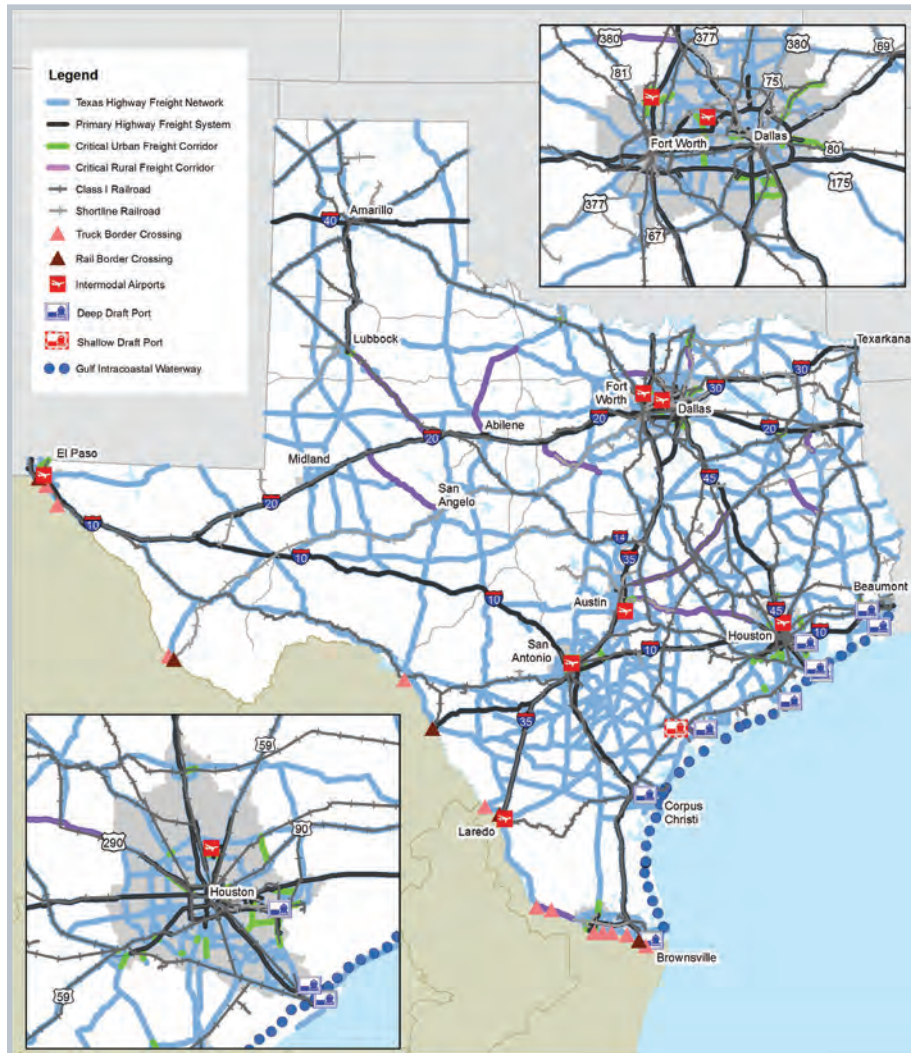 Legend
Texas Highway Freight Network
Primary Highway Freight System
Critical Urban Freight Corridor
Critical Rural Freight Corridor
Class I Railroad
Shortline Railroad
Truck Border Crossing
Rail Border Crossing
Intermodal Airports
Deep Draft Port
Shallow Draft Port
Gulf Intracoastal Waterway
380
377
380
69
81
75
Fort Worth
Dallas
80
175
377
67
Amarillo
40
Lubbock
Texarkana
30
Fort
Worth
30
Dallas
20
20
Abilene
20
Midland
El Paso
San
Angelo
45
20
10
14
35
10
Beaumont
Austin
10
45
Houston
10
San
Antonio
10
35
Corpus
Christi
Laredo
Brownsville
59
290
90
Houston
59